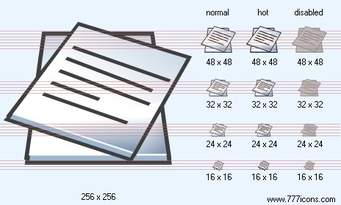 normal hot disabled
48 x 48 48 x 48 48 x 48
32 x 32 32 x 32 32 x 32
24 x 24 24 x 24 24 x 24
16 x 16 16 x 16 16 x 16
256 x 256
www.777icons.com